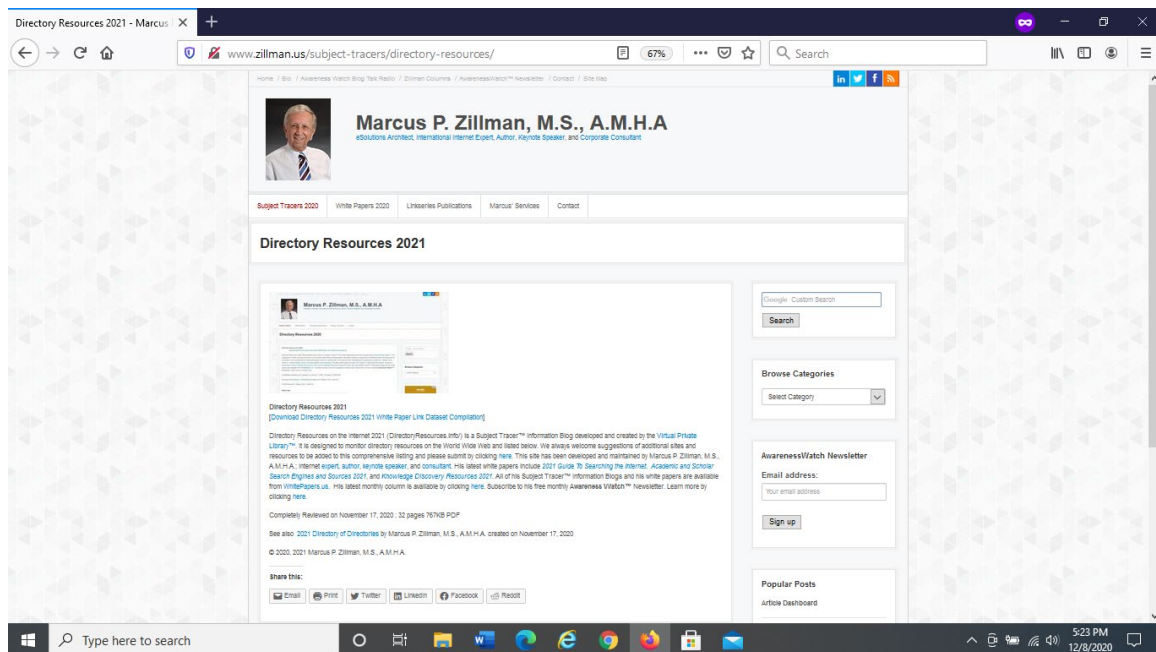 Directory Resources 2021 - Marcus
www.zillman.us/subject-tracers/directory-resources/
67%
Search
Home / Bio / Awareness Watch Blog Talk Radio / Zillman Columns / AwarenessWatch™ Newsletter / Contact / Site Map
Marcus P. Zillman, M.S., A.M.H.A
eSolutions Architect, International Internet Expert, Author, Keynote Speaker, and Corporate Consultant
Subject Tracers 2020
White Papers 2020
Linkseries Publications
Marcus' Services
Contact
Directory Resources 2021
Marcus P. Zillman, M.S., A.M.H.A
Directory Resources 2020
Directory Resources 2021
[Download Directory Resources 2021 White Paper Link Dataset Compilation]
Directory Resources on the Internet 2021 (DirectoryResources.info/) is a Subject Tracer™ Information Blog developed and created by the Virtual Private
Library™. It is designed to monitor directory resources on the World Wide Web and listed below. We always welcome suggestions of additional sites and
resources to be added to this comprehensive listing and please submit by clicking here. This site has been developed and maintained by Marcus P. Zillman, M.S.,
A.M.H.A.; Internet expert, author, keynote speaker, and consultant. His latest white papers include 2021 Guide To Searching the Internet, Academic and Scholar
Search Engines and Sources 2021, and Knowledge Discovery Resources 2021. All of his Subject Tracer™ Information Blogs and his white papers are available
from WhitePapers.us. His latest monthly column is available by clicking here. Subscribe to his free monthly Awareness Watch™ Newsletter. Learn more by
clicking here.
Completely Reviewed on November 17, 2020 ; 32 pages 767KB PDF
See also 2021 Directory of Directories by Marcus P. Zillman, M.S., A.M.H.A. created on November 17, 2020
© 2020, 2021 Marcus P. Zillman, M.S., A.M.H.A.
Share this:
Email
Print
Twitter
LinkedIn
Facebook
Reddit
Google Custom Search
Search
Browse Categories
Select Category
AwarenessWatch Newsletter
Email address:
Your email address
Sign up
Popular Posts
Article Dashboard
Type here to search
5:23 PM
12/8/2020